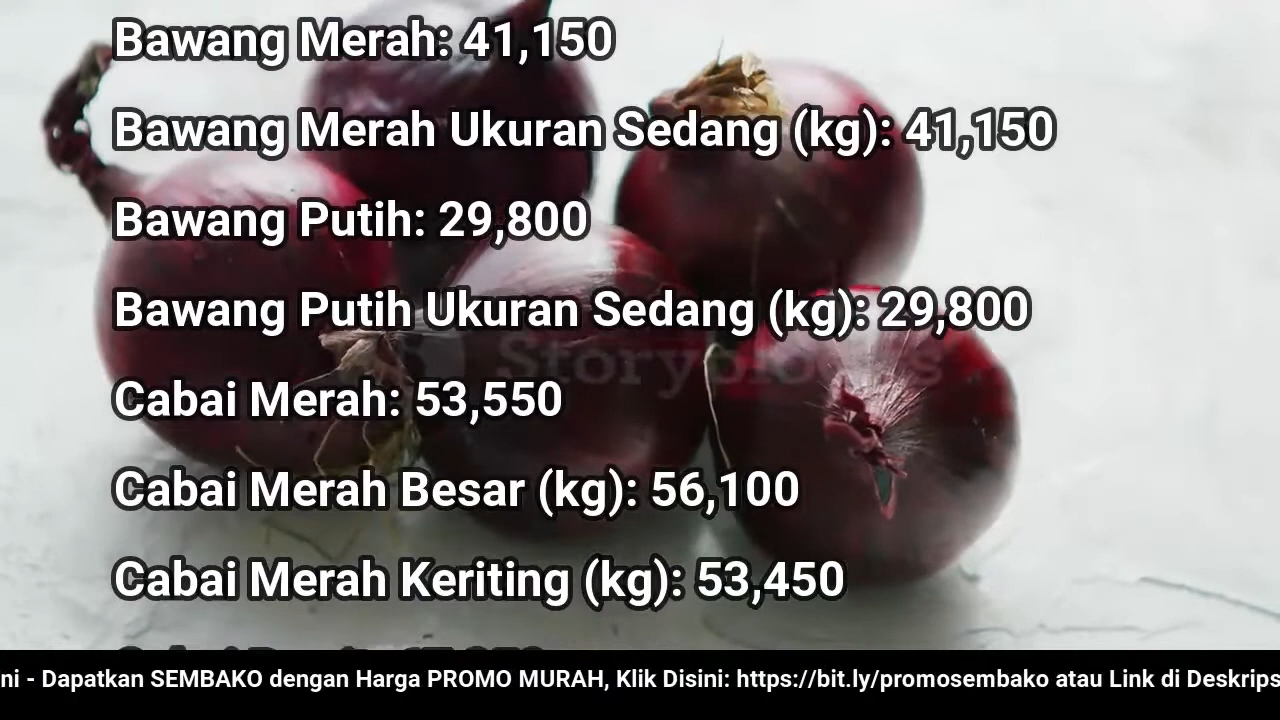 Bawang Merah: 41,150
Bawang Merah Ukuran Sedang (kg): 41,150
Bawang Putih: 29,800
Bawang Putih Ukuran Sedang (kg): 29,800
Storyblocks
Cabai Merah: 53,550
Cabai Merah Besar (kg): 56,100
Cabai Merah Keriting (kg): 53,450
ni - Dapatkan SEMBAKO dengan Harga PROMO MURAH, Klik Disini: https://bit.ly/promosembako atau Link di Deskrips